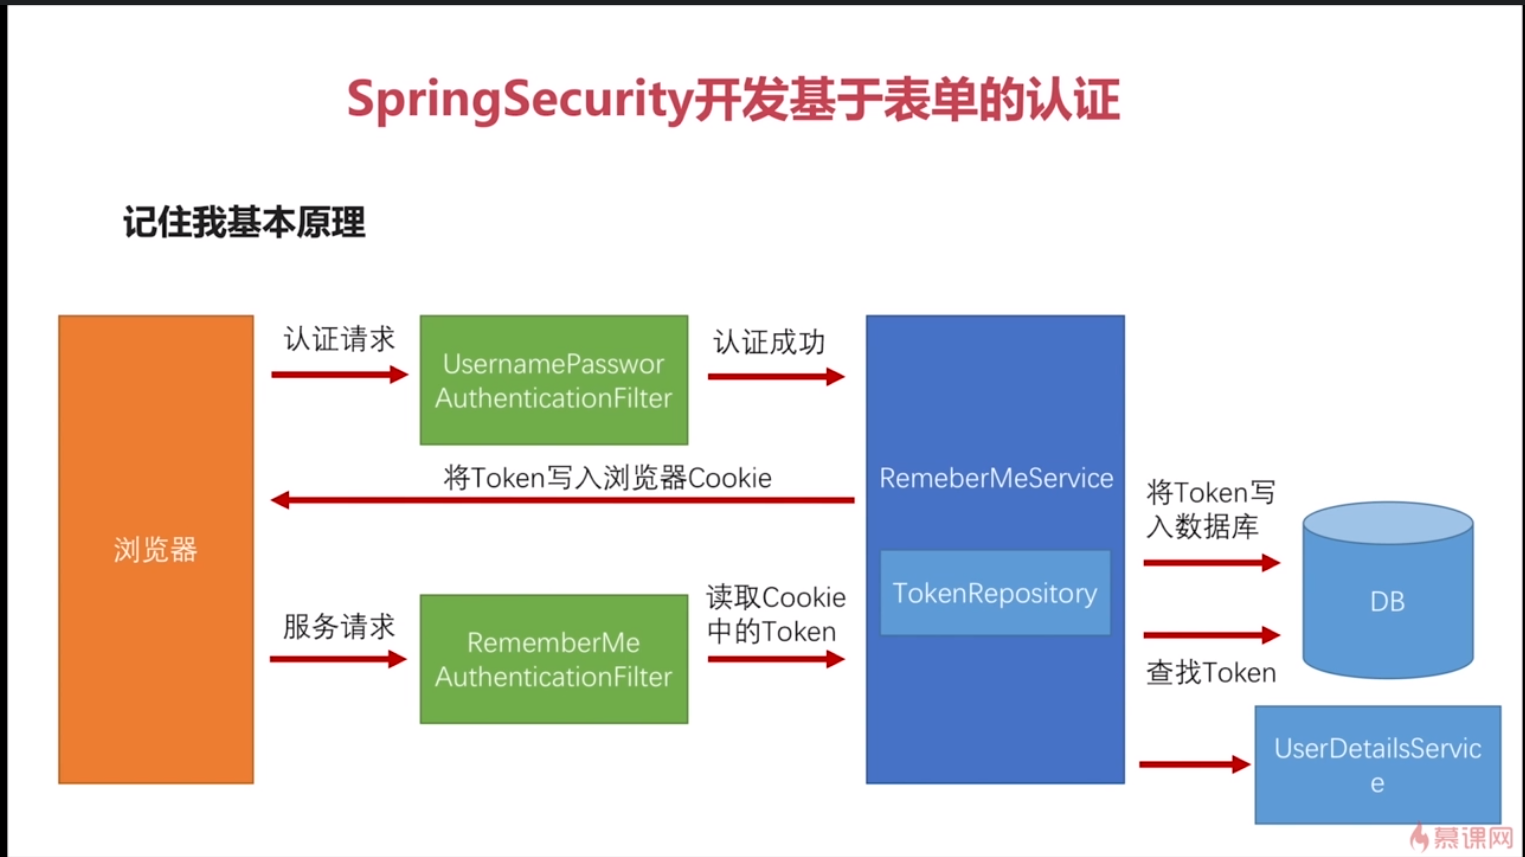 SpringSecurity开发基于表单的认证
记住我基本原理
浏览器
认证请求
UsernamePasswor
AuthenticationFilter
认证成功
将Token写入浏览器Cookie
服务请求
RememberMe
AuthenticationFilter
读取Cookie
中的Token
RemeberMeService
TokenRepository
将Token写
入数据库
查找Token
DB
UserDetailsServic
e
慕课网